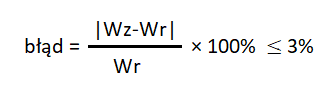 błąd = |Wz-Wr| / Wr × 100% ≤ 3%